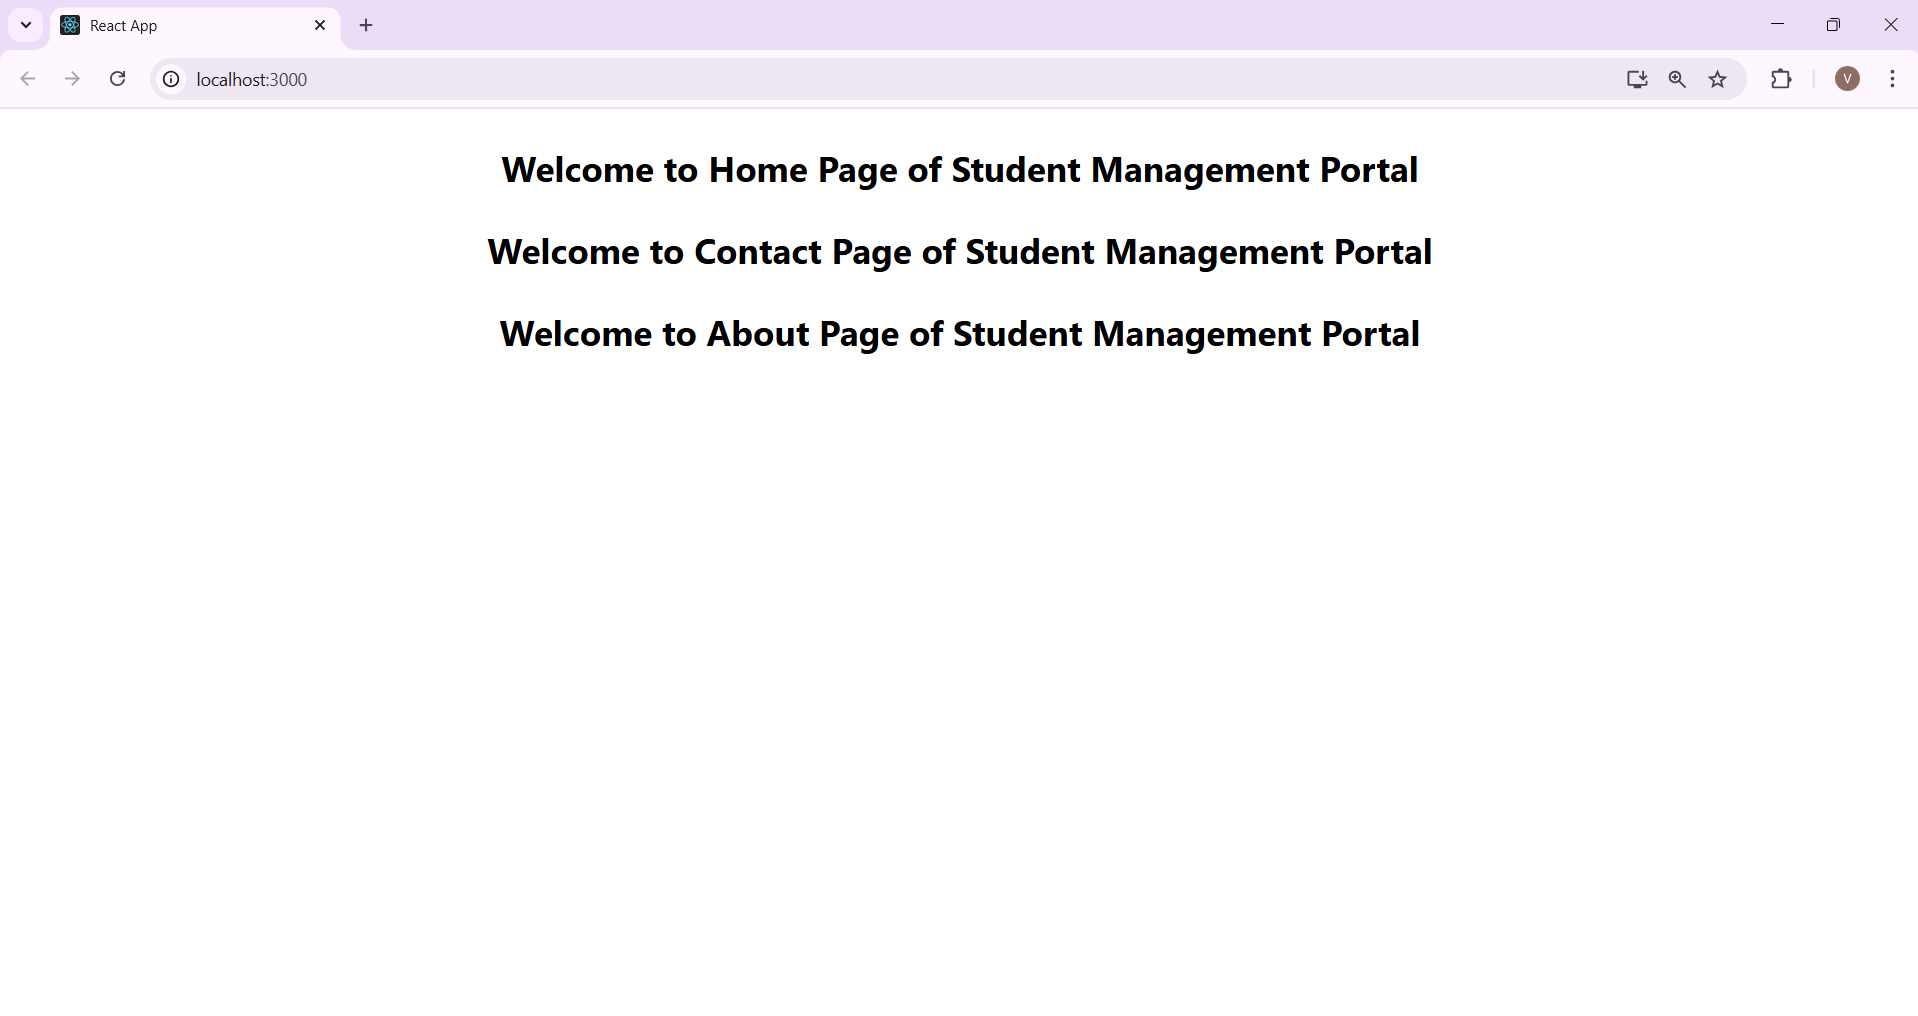 React App
localhost:3000
V
Welcome to Home Page of Student Management Portal
Welcome to Contact Page of Student Management Portal
Welcome to About Page of Student Management Portal